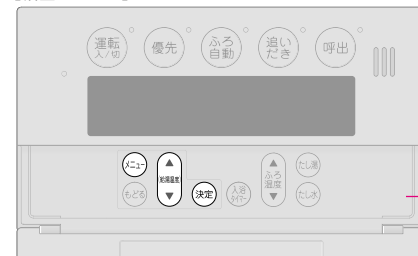 運転
入/切
優先
ふろ
自動
追い
だき
呼出
メニュー
▲
給湯温度
▼
もどる
決定
入浴
タイマー
▲
ふろ
温度
▼
たし湯
たし水